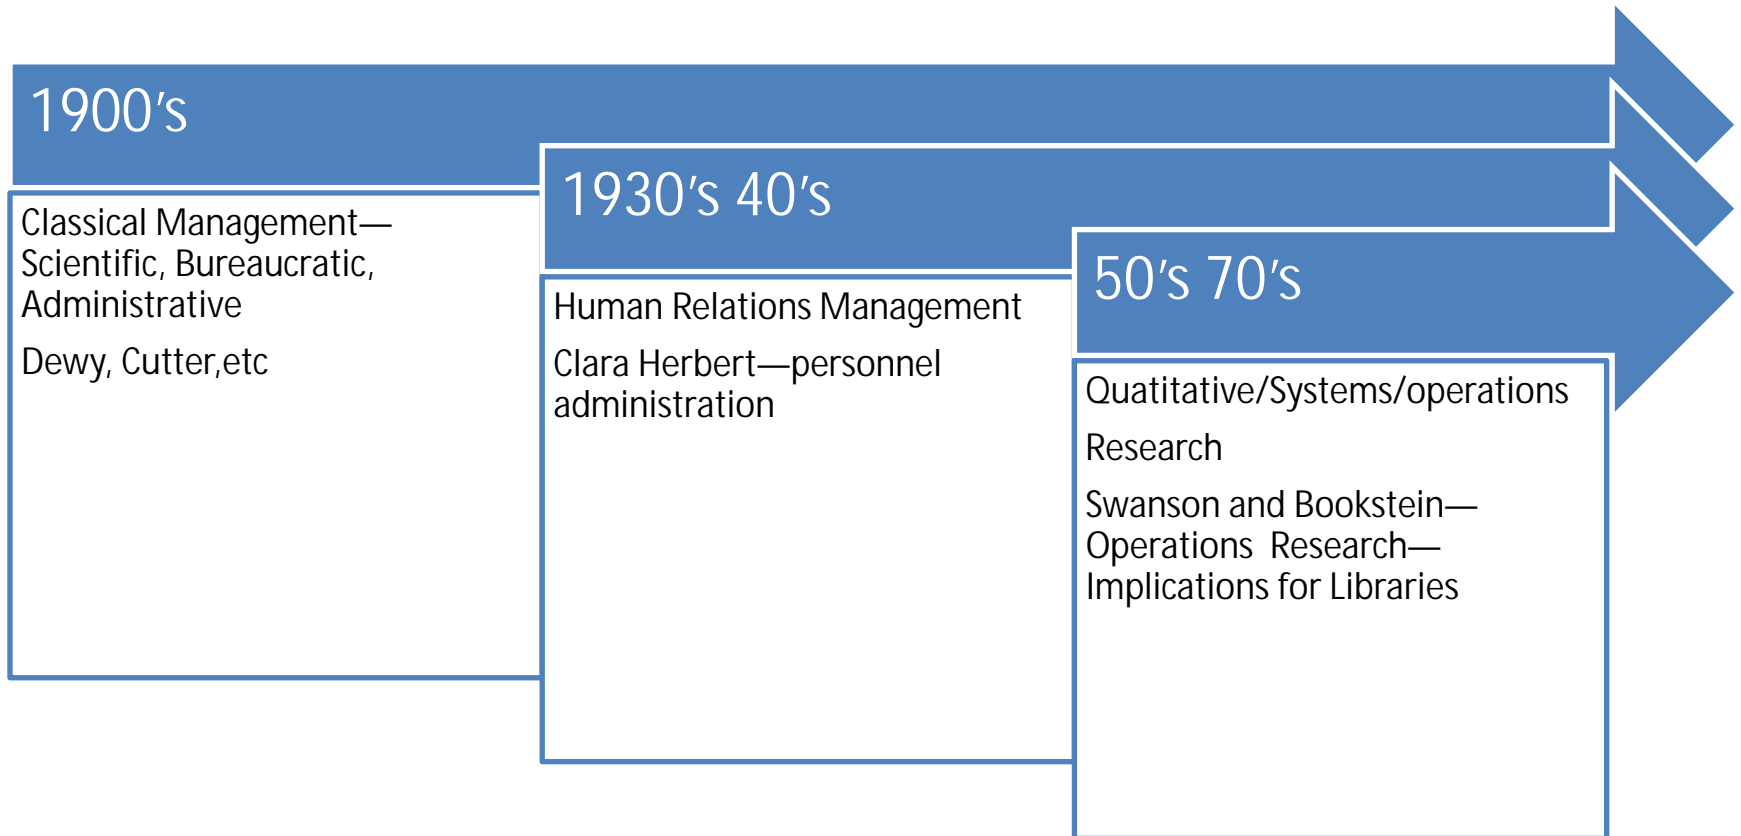 1900's
Classical Management—
Scientific, Bureaucratic,
Administrative
Dewy, Cutter,etc
1930's 40's
Human Relations Management
Clara Herbert—personnel
administration
50's 70's
Quatitative/Systems/operations
Research
Swanson and Bookstein—
Operations  Research—
Implications for Libraries